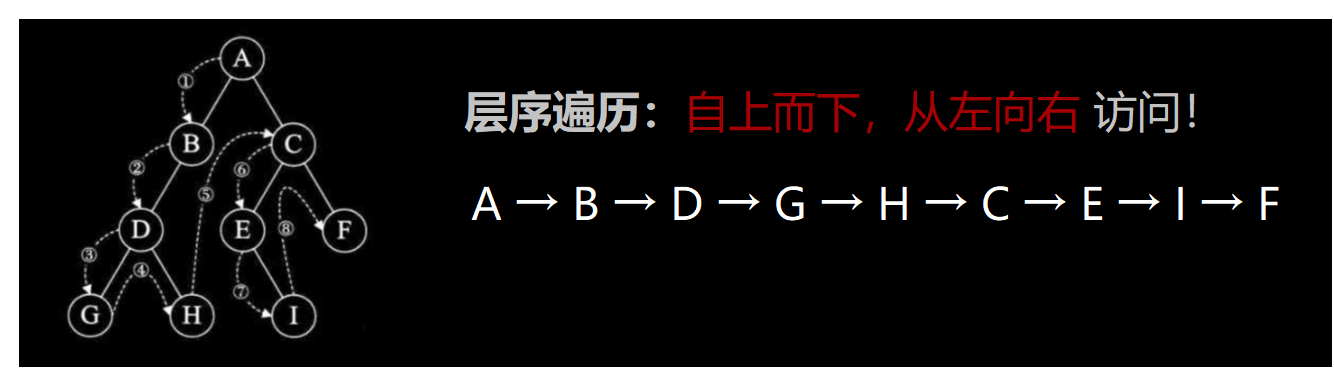 A
①
层序遍历：自上而下，从左向右 访问！
B
C
②
⑥
⑤
A → B → D → G → H → C → E → I → F
D
E
F
⑧
③
④
⑦
G
H
I